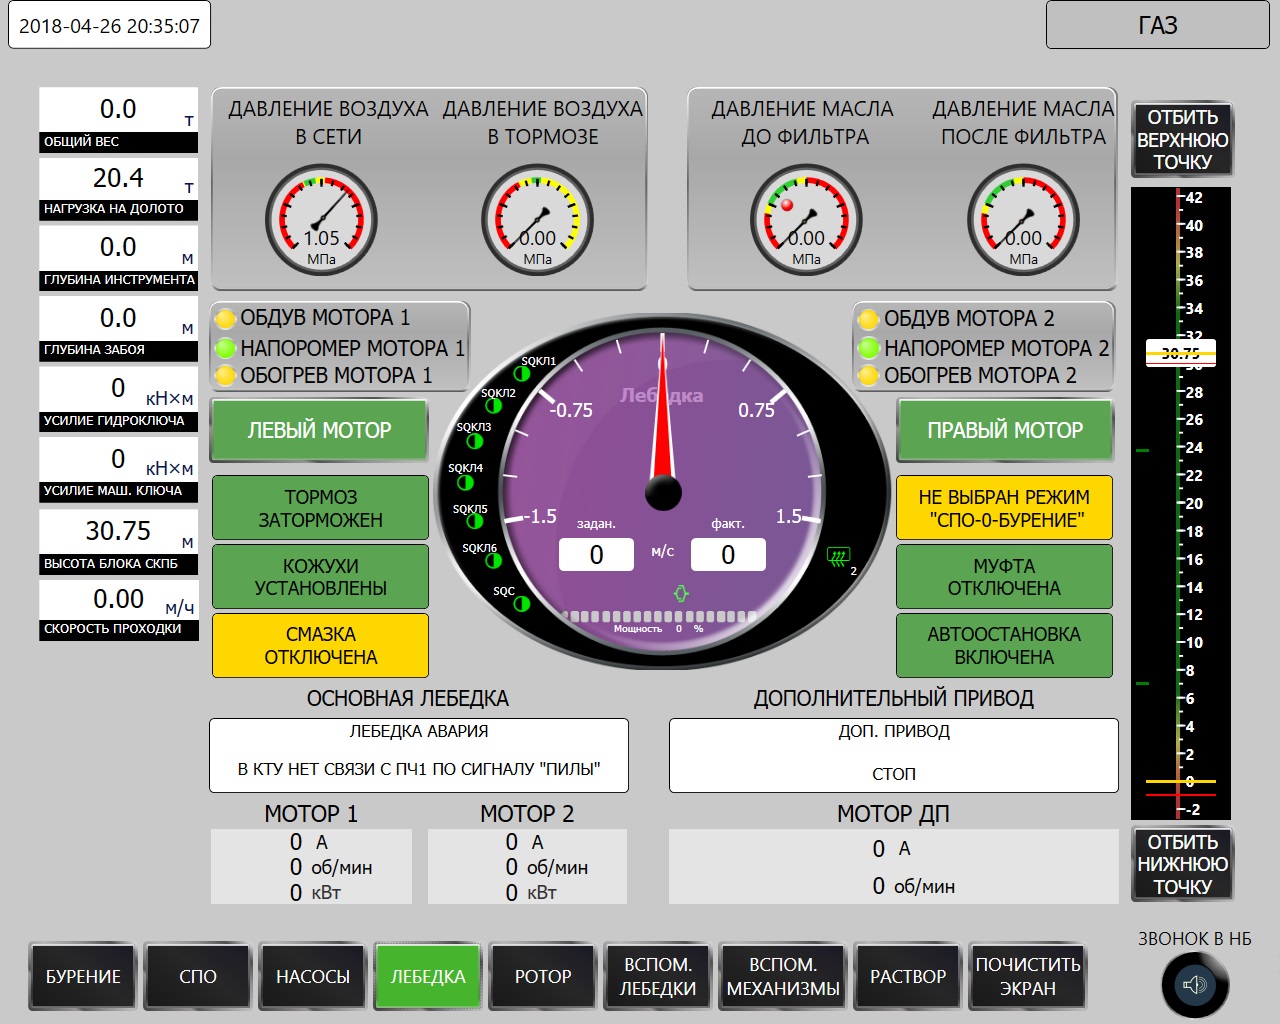 2018-04-26 20:35:07
ГАЗ
0.0 т
ОБЩИЙ ВЕС
20.4 т
НАГРУЗКА НА ДОЛОТО
0.0 м
ГЛУБИНА ИНСТРУМЕНТА
0.0 м
ГЛУБИНА ЗАБОЯ
0 кН×м
УСИЛИЕ ГИДРОКЛЮЧА
0 кН×м
УСИЛИЕ МАШ. КЛЮЧА
30.75 м
ВЫСОТА БЛОКА СКПБ
0.00 м/ч
СКОРОСТЬ ПРОХОДКИ
ДАВЛЕНИЕ ВОЗДУХА
В СЕТИ
1.05
МПа
ДАВЛЕНИЕ ВОЗДУХА
В ТОРМОЗЕ
0.00
МПа
ДАВЛЕНИЕ МАСЛА
ДО ФИЛЬТРА
0.00
МПа
ДАВЛЕНИЕ МАСЛА
ПОСЛЕ ФИЛЬТРА
0.00
МПа
ОБДУВ МОТОРА 1
НАПОРОМЕР МОТОРА 1
ОБОГРЕВ МОТОРА 1
ОБДУВ МОТОРА 2
НАПОРОМЕР МОТОРА 2
ОБОГРЕВ МОТОРА 2
ЛЕВЫЙ МОТОР
ТОРМОЗ
ЗАТОРМОЖЕН
КОЖУХИ
УСТАНОВЛЕНЫ
СМАЗКА
ОТКЛЮЧЕНА
SQКЛ1
SQКЛ2
SQКЛ3
SQКЛ4
SQКЛ5
SQКЛ6
SQC
0
Лебедка
-0.75
0.75
-1.5
1.5
задан.
факт.
0 м/с 0
Мощность 0 %
2
ПРАВЫЙ МОТОР
НЕ ВЫБРАН РЕЖИМ
"СПО-0-БУРЕНИЕ"
МУФТА
ОТКЛЮЧЕНА
АВТООСТАНОВКА
ВКЛЮЧЕНА
ОТБИТЬ
ВЕРХНЮЮ
ТОЧКУ
42
40
38
36
34
32
30.75
30
28
26
24
22
20
18
16
14
12
10
8
6
4
2
0
-2
ОТБИТЬ
НИЖНЮЮ
ТОЧКУ
ОСНОВНАЯ ЛЕБЕДКА
ЛЕБЕДКА АВАРИЯ
В КТУ НЕТ СВЯЗИ С ПЧ1 ПО СИГНАЛУ "ПИЛЫ"
ДОПОЛНИТЕЛЬНЫЙ ПРИВОД
ДОП. ПРИВОД
СТОП
МОТОР 1
0 А
0 об/мин
0 кВт
МОТОР 2
0 А
0 об/мин
0 кВт
МОТОР ДП
0 А
0 об/мин
ЗВОНОК В НБ
БУРЕНИЕ
СПО
НАСОСЫ
ЛЕБЕДКА
РОТОР
ВСПОМ.
ЛЕБЕДКИ
ВСПОМ.
МЕХАНИЗМЫ
РАСТВОР
ПОЧИСТИТЬ
ЭКРАН